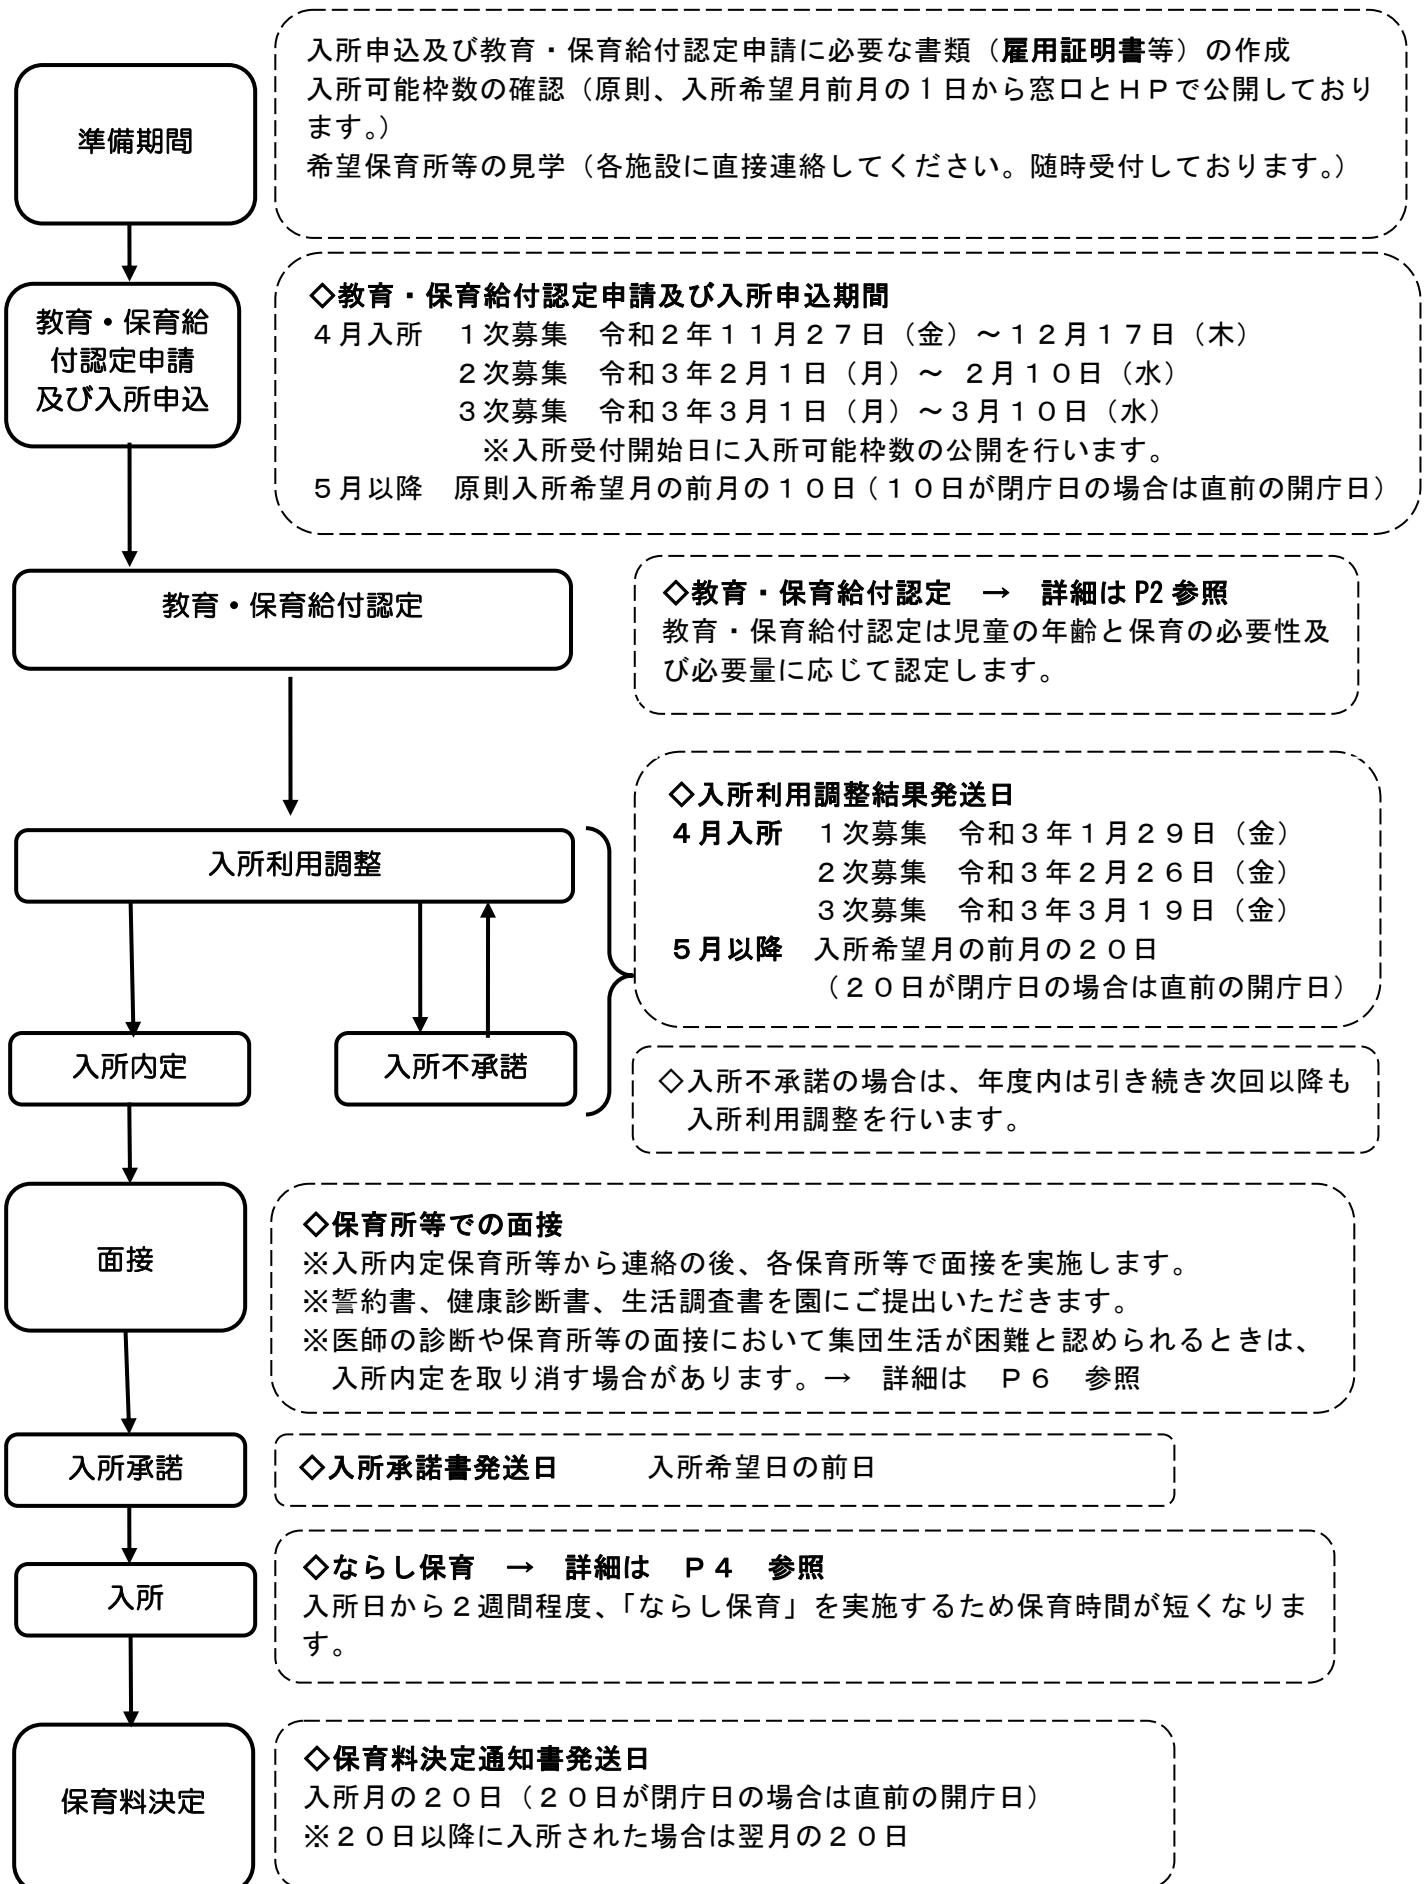 準備期間
入所申込及び教育・保育給付認定申請に必要な書類（雇用証明書等）の作成
入所可能枠数の確認（原則、入所希望月前月の１日から窓口とＨＰで公開しており
ます。）
希望保育所等の見学（各施設に直接連絡してください。随時受付しております。）
教育・保育給
付認定申請
及び入所申込
◇教育・保育給付認定申請及び入所申込期間
４月入所　１次募集　令和２年１１月２７日（金）～１２月１７日（木）
２次募集　令和３年２月１日（月）～ ２月１０日（水）
３次募集　令和３年３月１日（月）～３月１０日（水）
※入所受付開始日に入所可能枠数の公開を行います。
５月以降　原則入所希望月の前月の１０日（１０日が閉庁日の場合は直前の開庁日）
教育・保育給付認定
◇教育・保育給付認定　→　詳細は P2 参照
教育・保育給付認定は児童の年齢と保育の必要性及
び必要量に応じて認定します。
入所利用調整
◇入所利用調整結果発送日
４月入所　１次募集　令和３年１月２９日（金）
２次募集　令和３年２月２６日（金）
３次募集　令和３年３月１９日（金）
５月以降　入所希望月の前月の２０日
（２０日が閉庁日の場合は直前の開庁日）
入所内定
入所不承諾
◇入所不承諾の場合は、年度内は引き続き次回以降も
入所利用調整を行います。
面接
◇保育所等での面接
※入所内定保育所等から連絡の後、各保育所等で面接を実施します。
※誓約書、健康診断書、生活調査書を園にご提出いただきます。
※医師の診断や保育所等の面接において集団生活が困難と認められるときは、
入所内定を取り消す場合があります。→　詳細は　Ｐ６　参照
入所承諾
◇入所承諾書発送日　　　入所希望日の前日
入所
◇ならし保育　→　詳細は　Ｐ４　参照
入所日から２週間程度、「ならし保育」を実施するため保育時間が短くなりま
す。
保育料決定
◇保育料決定通知書発送日
入所月の２０日（２０日が閉庁日の場合は直前の開庁日）
※２０日以降に入所された場合は翌月の２０日